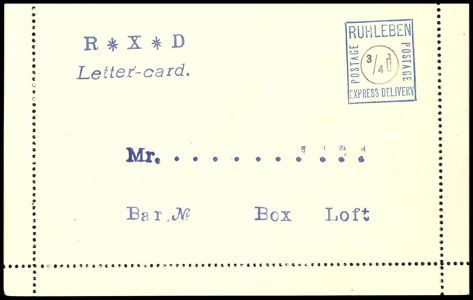 R * X * D
Letter-card.
RUHLEBEN
POSTAGE
3/4 d
POSTAGE
EXPRESS DELIVERY
Mr. . . . . . . . . . . . .
Bar. № Box Loft